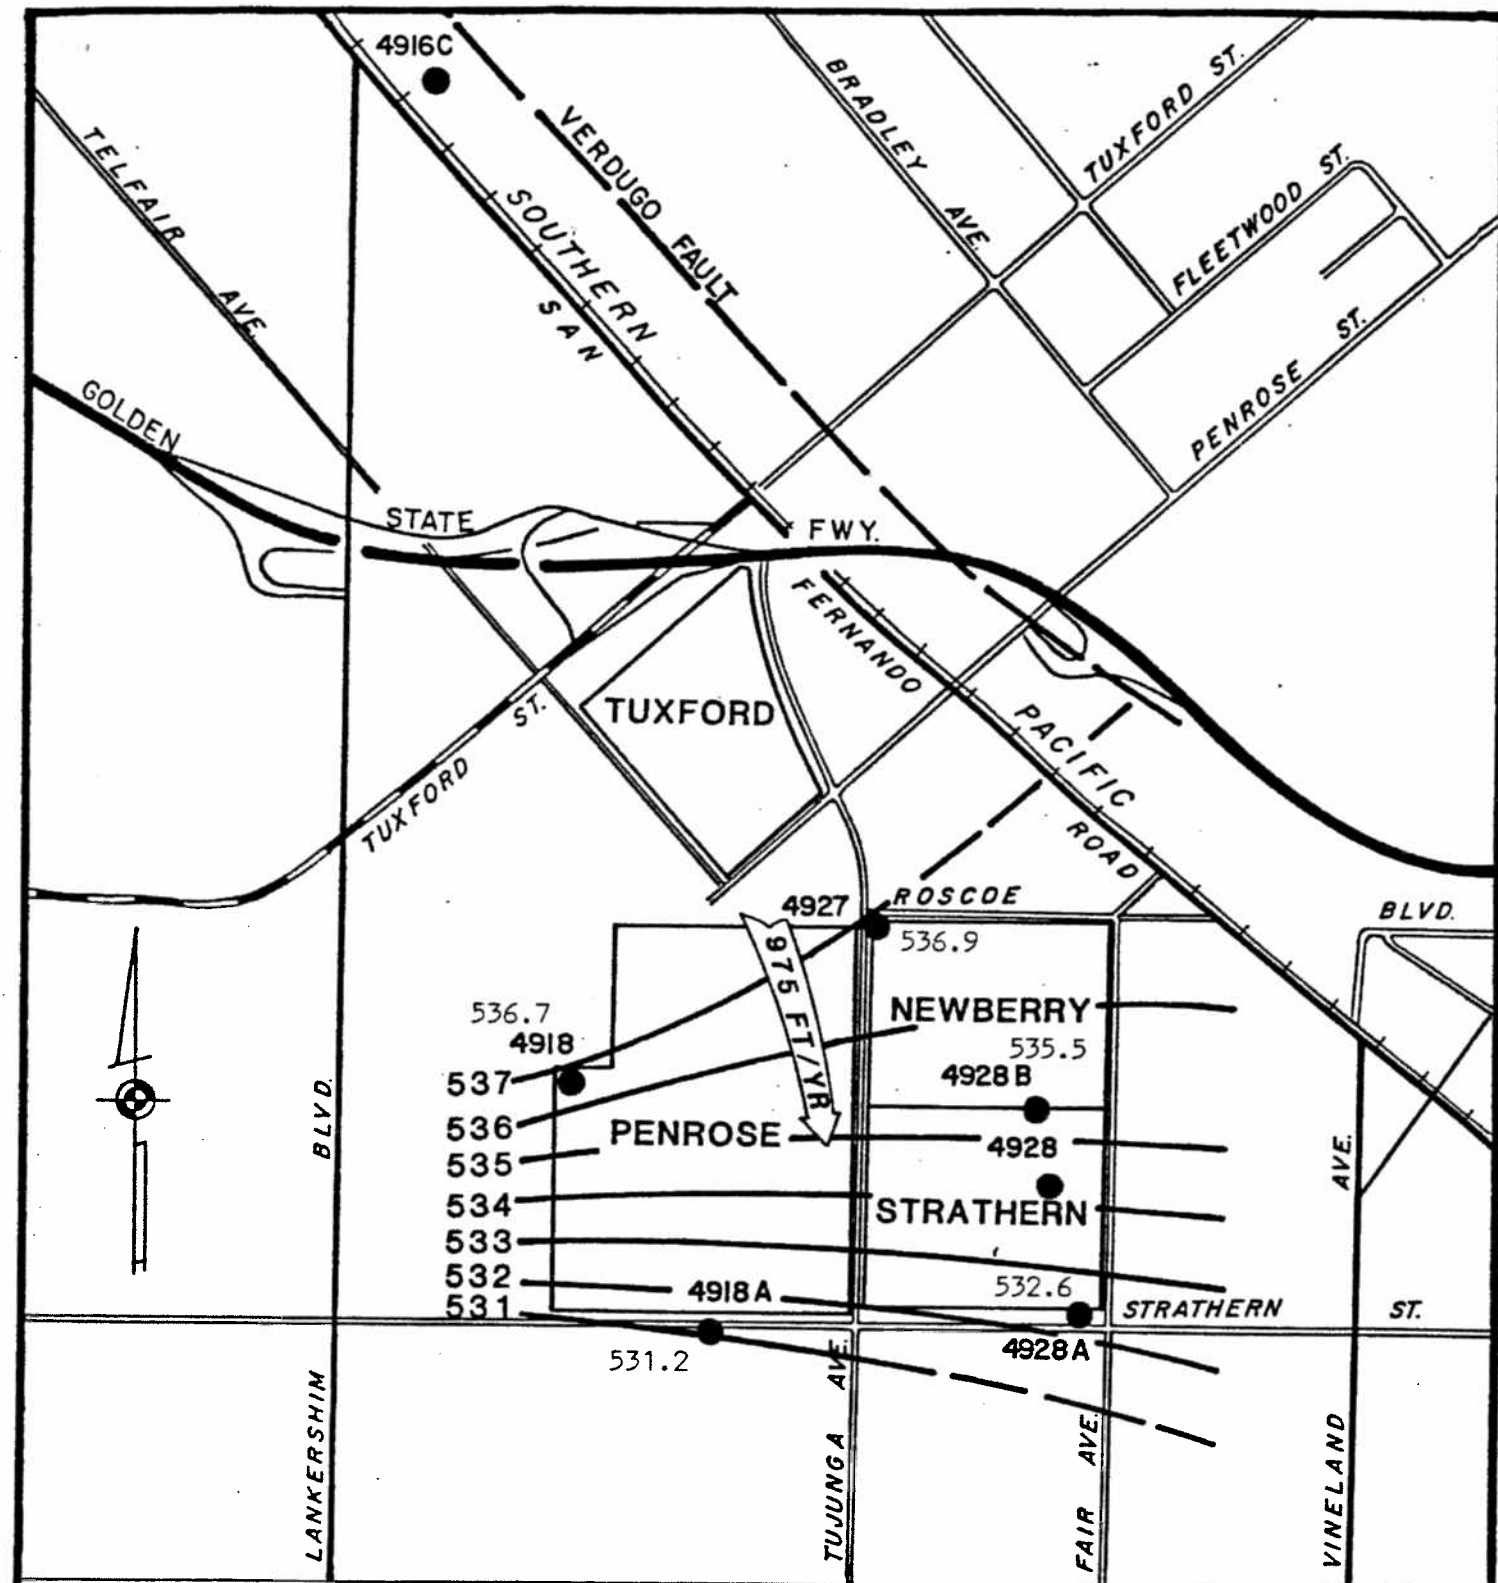 4916C
VERDUGO FAULT
BRADLEY AVE.
TUXFORD ST.
FLEETWOOD ST.
PENROSE ST.
TELFAIR AVE.
SOUTHERN
SAN
GOLDEN
STATE
FWY.
FERNANDO
PACIFIC
ROAD
TUXFORD
TUXFORD ST.
4927
536.9
ROSCOE
BLVD.
975 FT/YR
536.7
4918
NEWBERRY
535.5
4928B
537
536
PENROSE
535
4928
534
STRATHERN
533
532
4918A
532.6
531
STRATHERN ST.
531.2
4928A
LANKERSHIM BLVD.
TUJUNGA AVE.
FAIR AVE.
VINELAND AVE.